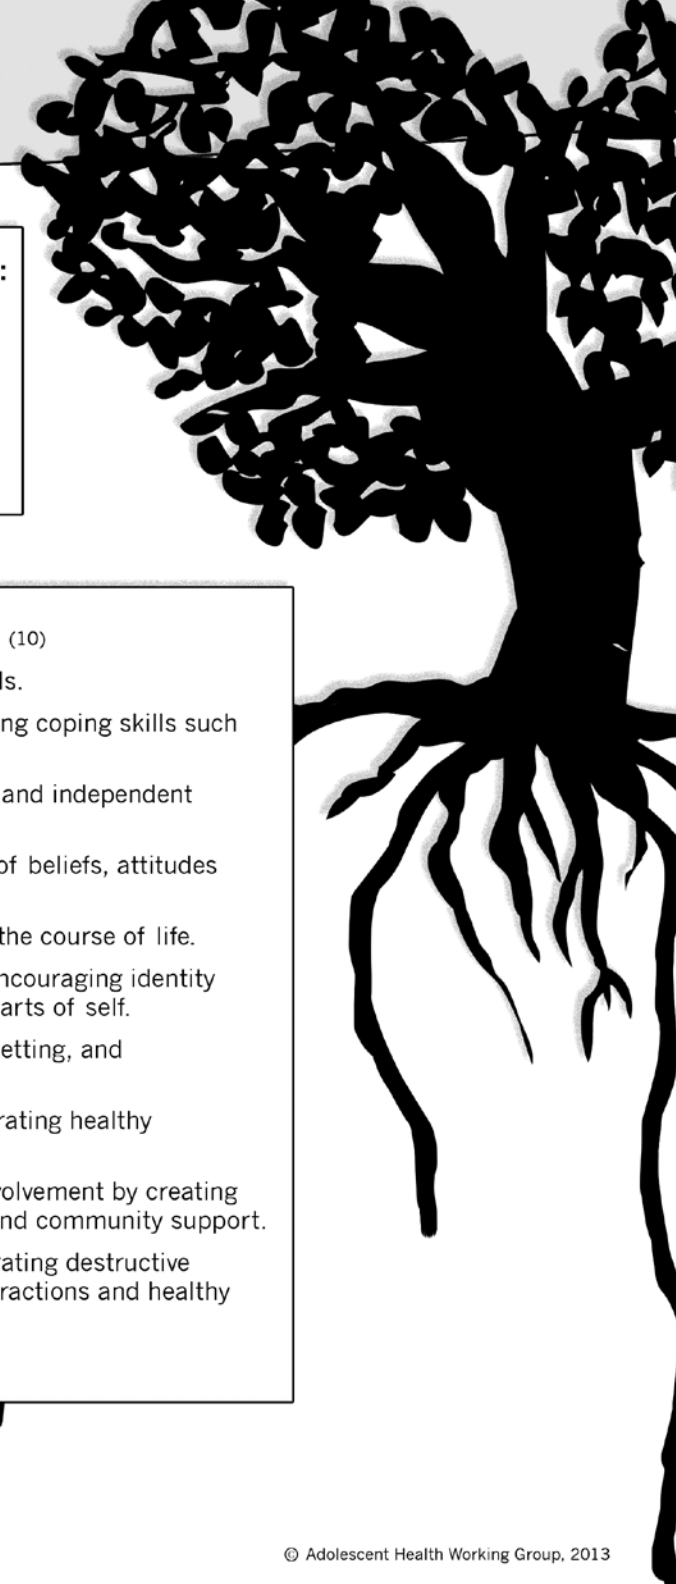 :
(10)
ls.
ng coping skills such
and independent
of beliefs, attitudes
the course of life.
ncouraging identity
arts of self.
etting, and
rating healthy
volvement by creating
nd community support.
rating destructive
ractions and healthy
© Adolescent Health Working Group, 2013